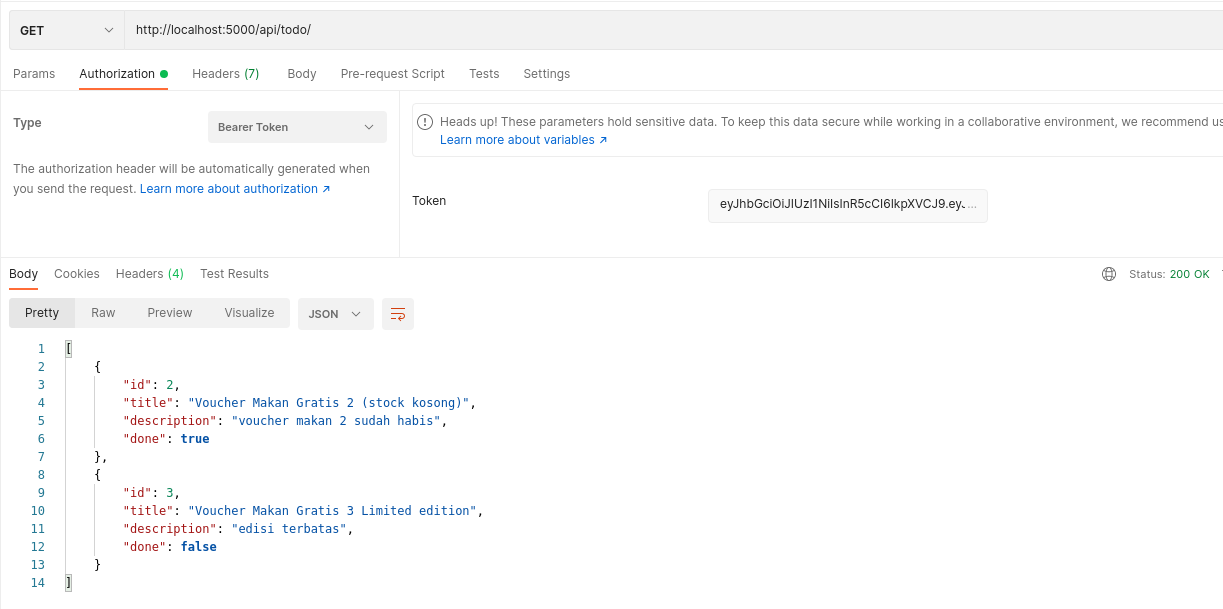 GET http://localhost:5000/api/todo/
Params Authorization Headers (7) Body Pre-request Script Tests Settings
Type Bearer Token
The authorization header will be automatically generated when
you send the request. Learn more about authorization ↗
Heads up! These parameters hold sensitive data. To keep this data secure while working in a collaborative environment, we recommend us
Learn more about variables ↗
Token eyJhbGciOiJIUzI1NiIsInR5cCI6IkpXVCJ9.ey. ...
Body Cookies Headers (4) Test Results Status: 200 OK
Pretty Raw Preview Visualize JSON
1 [
2 {
3 "id": 2,
4 "title": "Voucher Makan Gratis 2 (stock kosong)",
5 "description": "voucher makan 2 sudah habis",
6 "done": true
7 },
8 {
9 "id": 3,
10 "title": "Voucher Makan Gratis 3 Limited edition",
11 "description": "edisi terbatas",
12 "done": false
13 }
14 ]